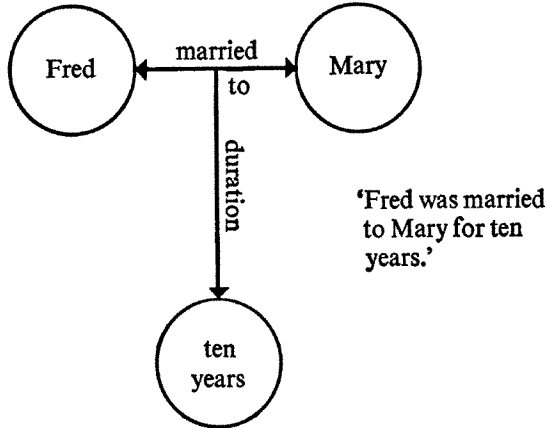 Fred
married
to
Mary
duration
‘Fred was married
to Mary for ten
years.’
ten
years